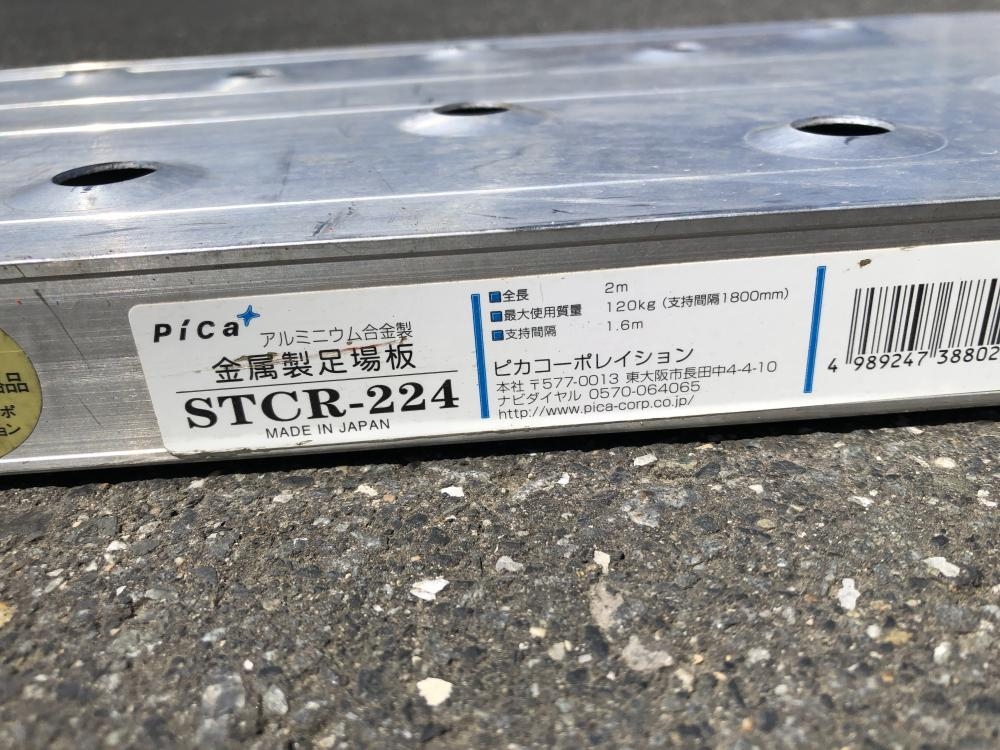 品
ポ
ョン
Pica
アルミニウム合金製
金属製足場板
STCR-224
MADE IN JAPAN
全長 2m
最大使用質量 120kg（支持間隔1800mm）
支持間隔 1.6m
ピカコーポレイション
本社 〒577-0013 東大阪市長田中4-4-10
ナビダイヤル 0570-064065
http://www.pica-corp.co.jp/
4 989247 38802